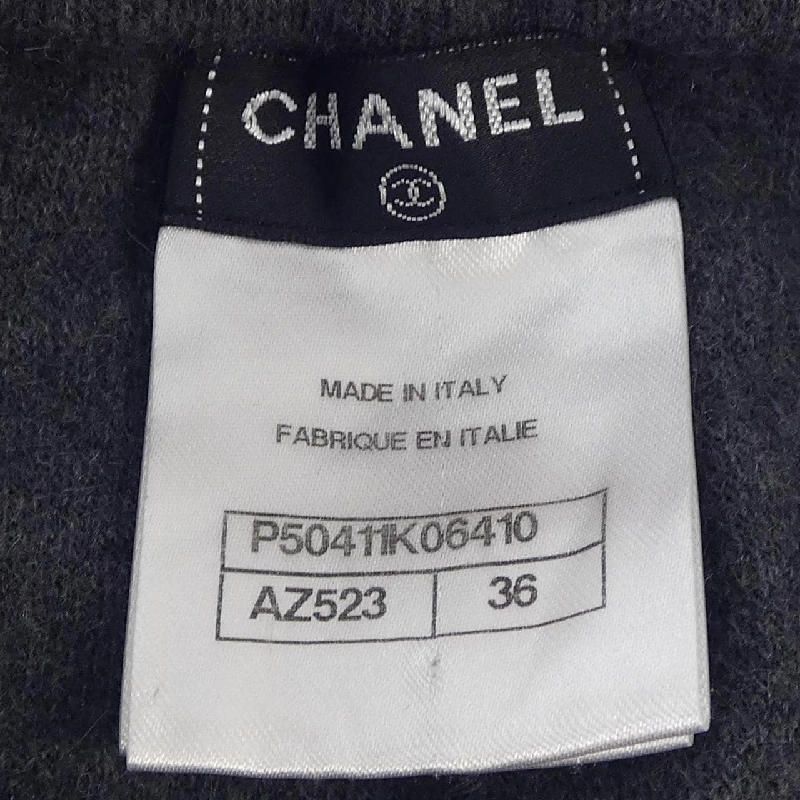 CHANEL
MADE IN ITALY
FABRIQUE EN ITALIE
P50411K06410
AZ523 36